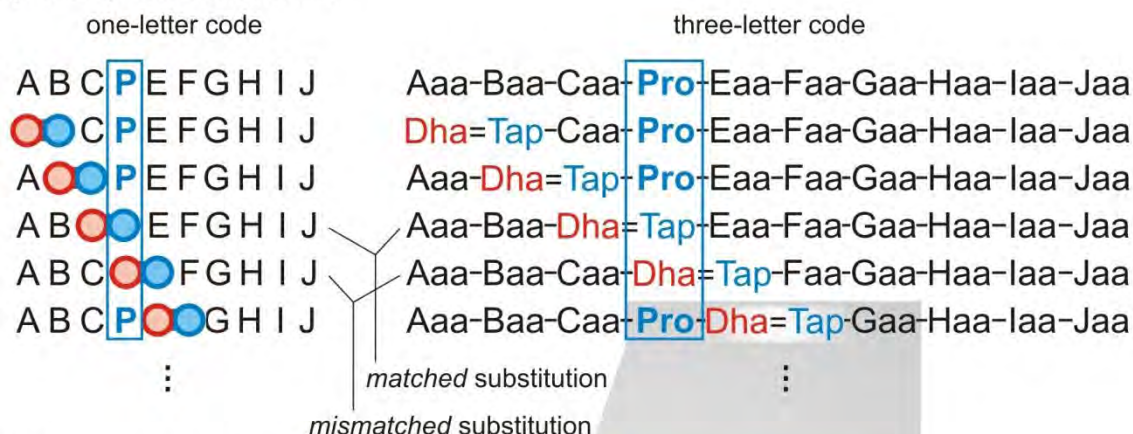 one-letter code three-letter code
A B C P E F G H I J Aaa-Baa-Caa-Pro-Eaa-Faa-Gaa-Haa-Iaa-Jaa
C P E F G H I J Dha=Tap-Caa-Pro-Eaa-Faa-Gaa-Haa-Iaa-Jaa
A P E F G H I J Aaa-Dha=Tap-Pro-Eaa-Faa-Gaa-Haa-Iaa-Jaa
A B E F G H I J Aaa-Baa-Dha=Tap-Eaa-Faa-Gaa-Haa-Iaa-Jaa
A B C F G H I J Aaa-Baa-Caa-Dha=Tap-Faa-Gaa-Haa-Iaa-Jaa
A B C P G H I J Aaa-Baa-Caa-Pro-Dha=Tap-Gaa-Haa-Iaa-Jaa
⋮ ⋮
matched substitution
mismatched substitution